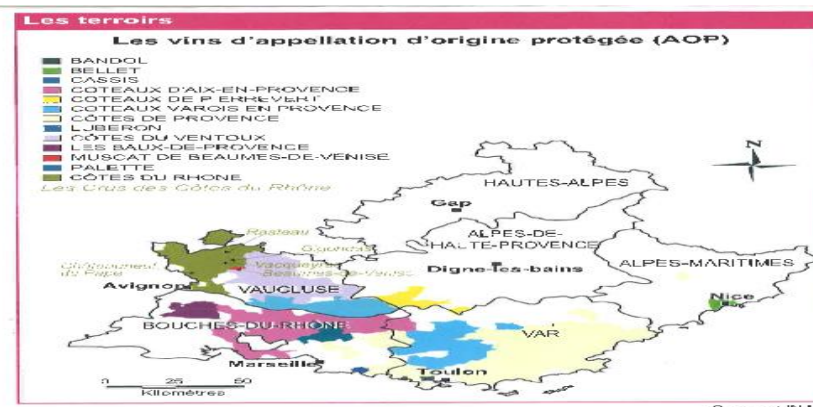 Les terroirs
Les vins d'appellation d'origine protégée (AOP)
BANDOL
BELLET
CASSIS
COTEAUX D'AIX-EN-PROVENCE
COTEAUX DE PIERREVERT
COTEAUX VAROIS EN PROVENCE
CÔTES DE PROVENCE
LUBERON
CÔTES DU VENTOUX
LES BAUX-DE-PROVENCE
MUSCAT DE BEAUMES-DE-VENISE
PALETTE
CÔTES DU RHONE
Les Crus des Côtes du Rhône
N
HAUTES-ALPES
Gap
ALPES-DE-
HAUTE-PROVENCE
Rasteau
Gigondas
ALPES-MARITIMES
Châteauneuf
du Pape
Vacqueyras
Beaumes-de-Venise
Digne-les-bains
Avignon
VAUCLUSE
Nice
BOUCHES-DU-RHÔNE
VAR
Marseille
Toulon
0 25 50
Kilomètres